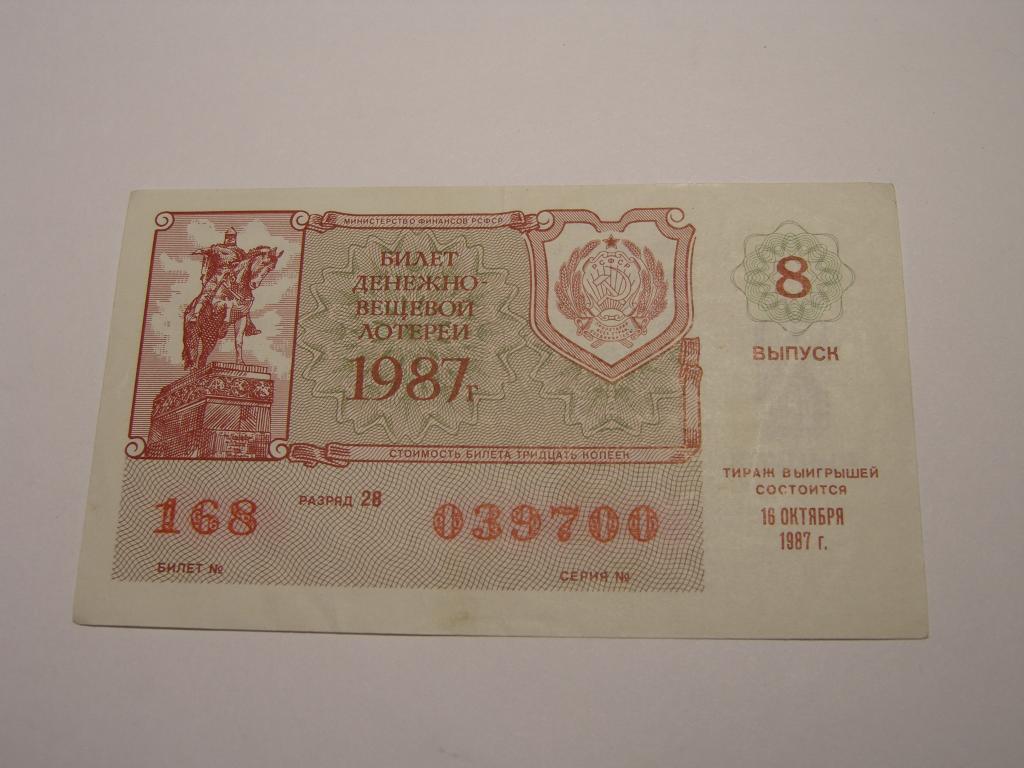 МИНИСТЕРСТВО ФИНАНСОВ РСФСР
БИЛЕТ
ДЕНЕЖНО-
ВЕЩЕВОЙ
ЛОТЕРЕИ
1987г.
РСФСР
СТОИМОСТЬ БИЛЕТА ТРИДЦАТЬ КОПЕЕК
168
РАЗРЯД 28
039700
БИЛЕТ №
СЕРИЯ №
8
ВЫПУСК
ТИРАЖ ВЫИГРЫШЕЙ
СОСТОИТСЯ
16 ОКТЯБРЯ
1987 г.